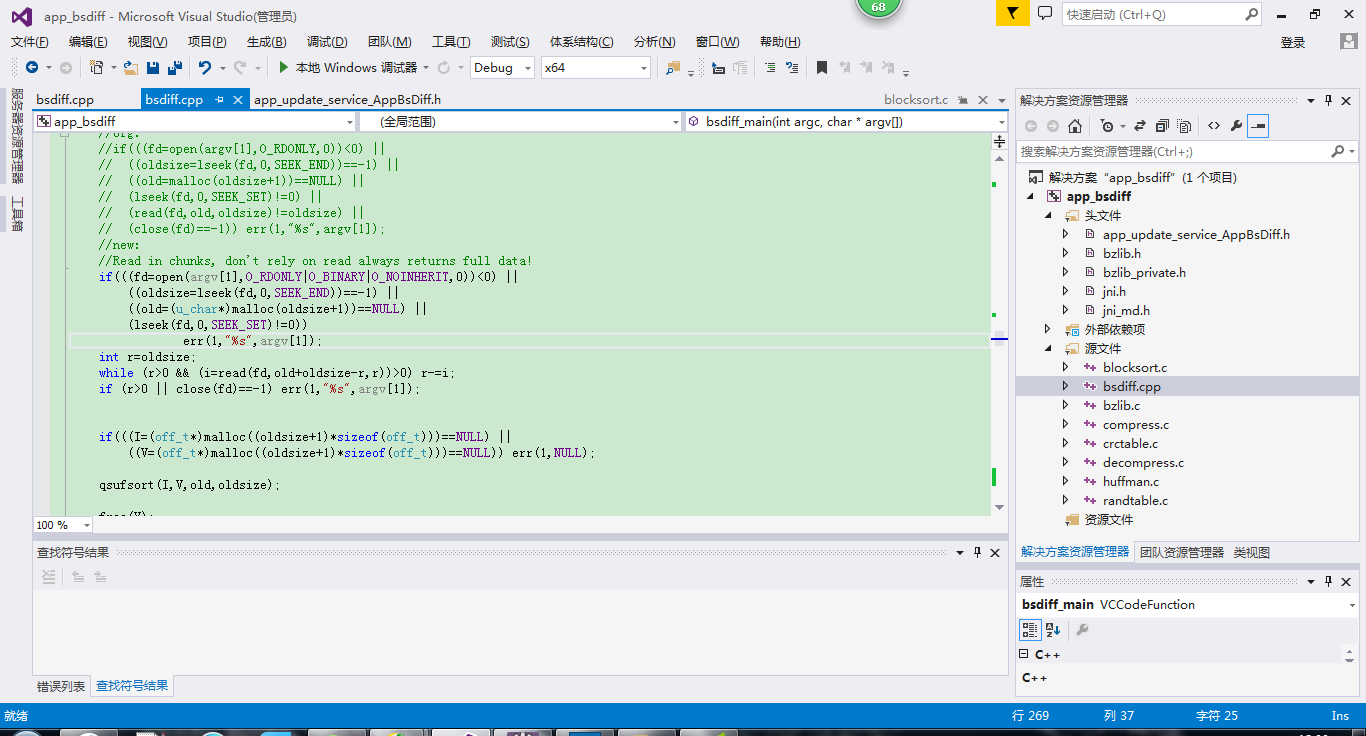 app_bsdiff - Microsoft Visual Studio(管理员)
68
快速启动 (Ctrl+Q)
文件(F) 编辑(E) 视图(V) 项目(P) 生成(B) 调试(D) 团队(M) 工具(T) 测试(S) 体系结构(C) 分析(N) 窗口(W) 帮助(H)
登录
本地 Windows 调试器 Debug x64
服务器资源管理器
工具箱
bsdiff.cpp bsdiff.cpp app_update_service_AppBsDiff.h blocksort.c
app_bsdiff (全局范围) bsdiff_main(int argc, char * argv[])
//org:
//if(((fd=open(argv[1],O_RDONLY,0))<0) ||
// ((oldsize=lseek(fd,0,SEEK_END))==-1) ||
// ((old=malloc(oldsize+1))==NULL) ||
// (lseek(fd,0,SEEK_SET)!=0) ||
// (read(fd,old,oldsize)!=oldsize) ||
// (close(fd)==-1)) err(1,"%s",argv[1]);
//new:
//Read in chunks, don't rely on read always returns full data!
if(((fd=open(argv[1],O_RDONLY|O_BINARY|O_NOINHERIT,0))<0) ||
((oldsize=lseek(fd,0,SEEK_END))==-1) ||
((old=(u_char*)malloc(oldsize+1))==NULL) ||
(lseek(fd,0,SEEK_SET)!=0))
err(1,"%s",argv[1]);
int r=oldsize;
while (r>0 && (i=read(fd,old+oldsize-r,r))>0) r-=i;
if (r>0 || close(fd)==-1) err(1,"%s",argv[1]);
if(((I=(off_t*)malloc((oldsize+1)*sizeof(off_t)))==NULL) ||
((V=(off_t*)malloc((oldsize+1)*sizeof(off_t)))==NULL)) err(1,NULL);
qsufsort(I,V,old,oldsize);
free(V);
100 %
查找符号结果
错误列表 查找符号结果
解决方案资源管理器
搜索解决方案资源管理器(Ctrl+;)
解决方案 "app_bsdiff" (1 个项目)
app_bsdiff
头文件
app_update_service_AppBsDiff.h
bzlib.h
bzlib_private.h
jni.h
jni_md.h
外部依赖项
源文件
blocksort.c
bsdiff.cpp
bzlib.c
compress.c
crctable.c
decompress.c
huffman.c
randtable.c
资源文件
解决方案资源管理器 团队资源管理器 类视图
属性
bsdiff_main VCCodeFunction
C++
C++
就绪 行 269 列 37 字符 25 Ins